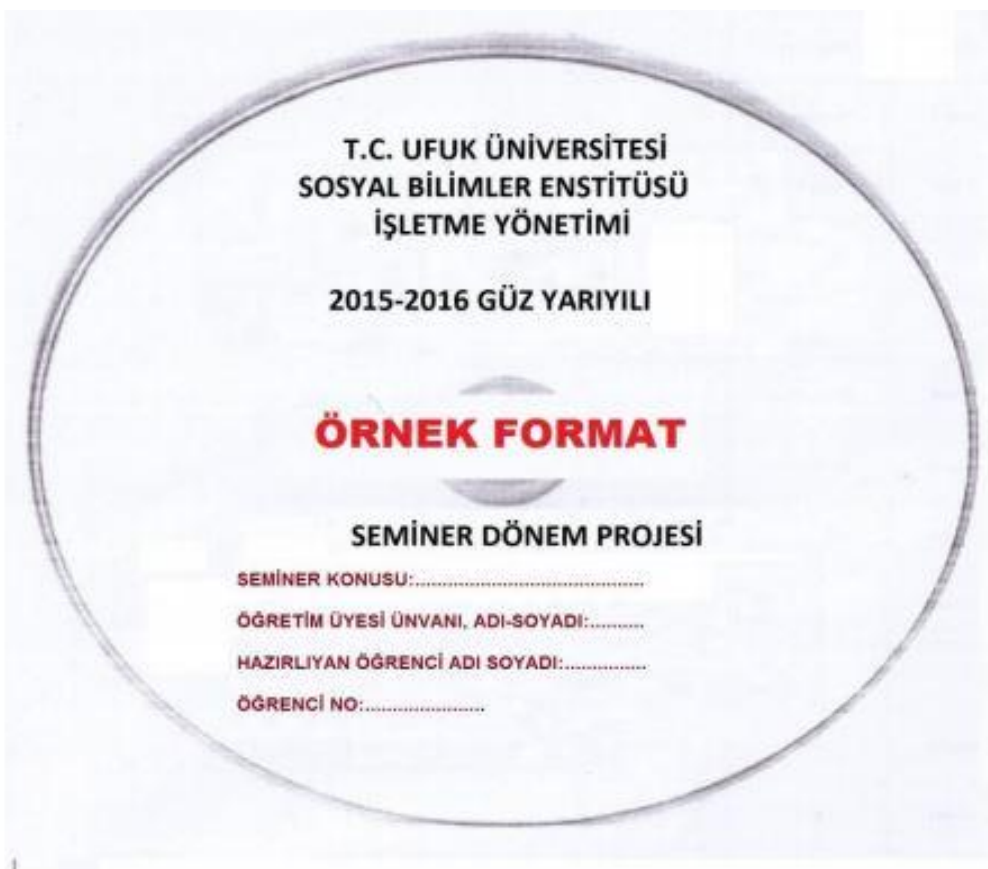 T.C. UFUK ÜNİVERSİTESİ
SOSYAL BİLİMLER ENSTİTÜSÜ
İŞLETME YÖNETİMİ
2015-2016 GÜZ YARIYILI
ÖRNEK FORMAT
SEMİNER DÖNEM PROJESİ
SEMİNER KONUSU:..........................................
ÖĞRETİM ÜYESİ ÜNVANI, ADI-SOYADI:..........
HAZIRLIYAN ÖĞRENCİ ADI SOYADI:...............
ÖĞRENCİ NO:......................